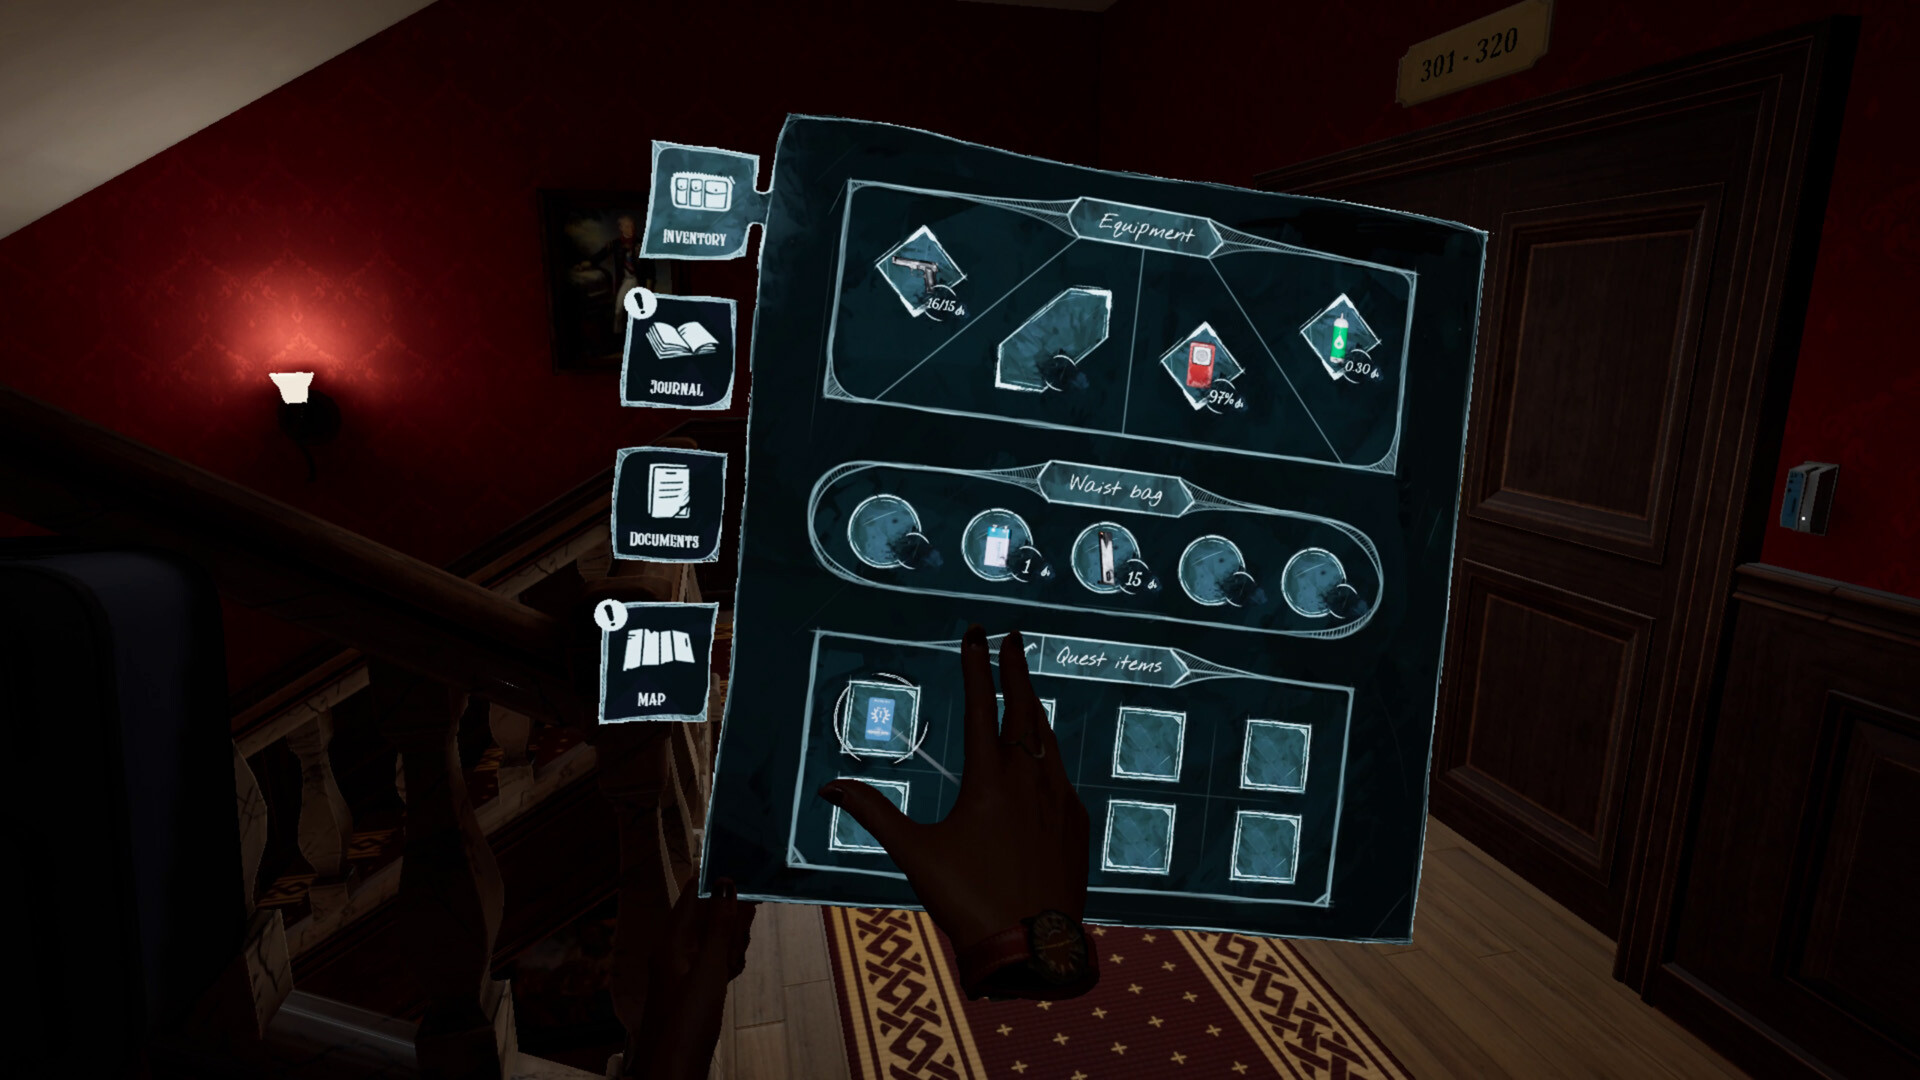 301 - 320
INVENTORY
Equipment
16/15
97%
0.30
JOURNAL
Waist bag
1
15
DOCUMENTS
Quest items
MAP